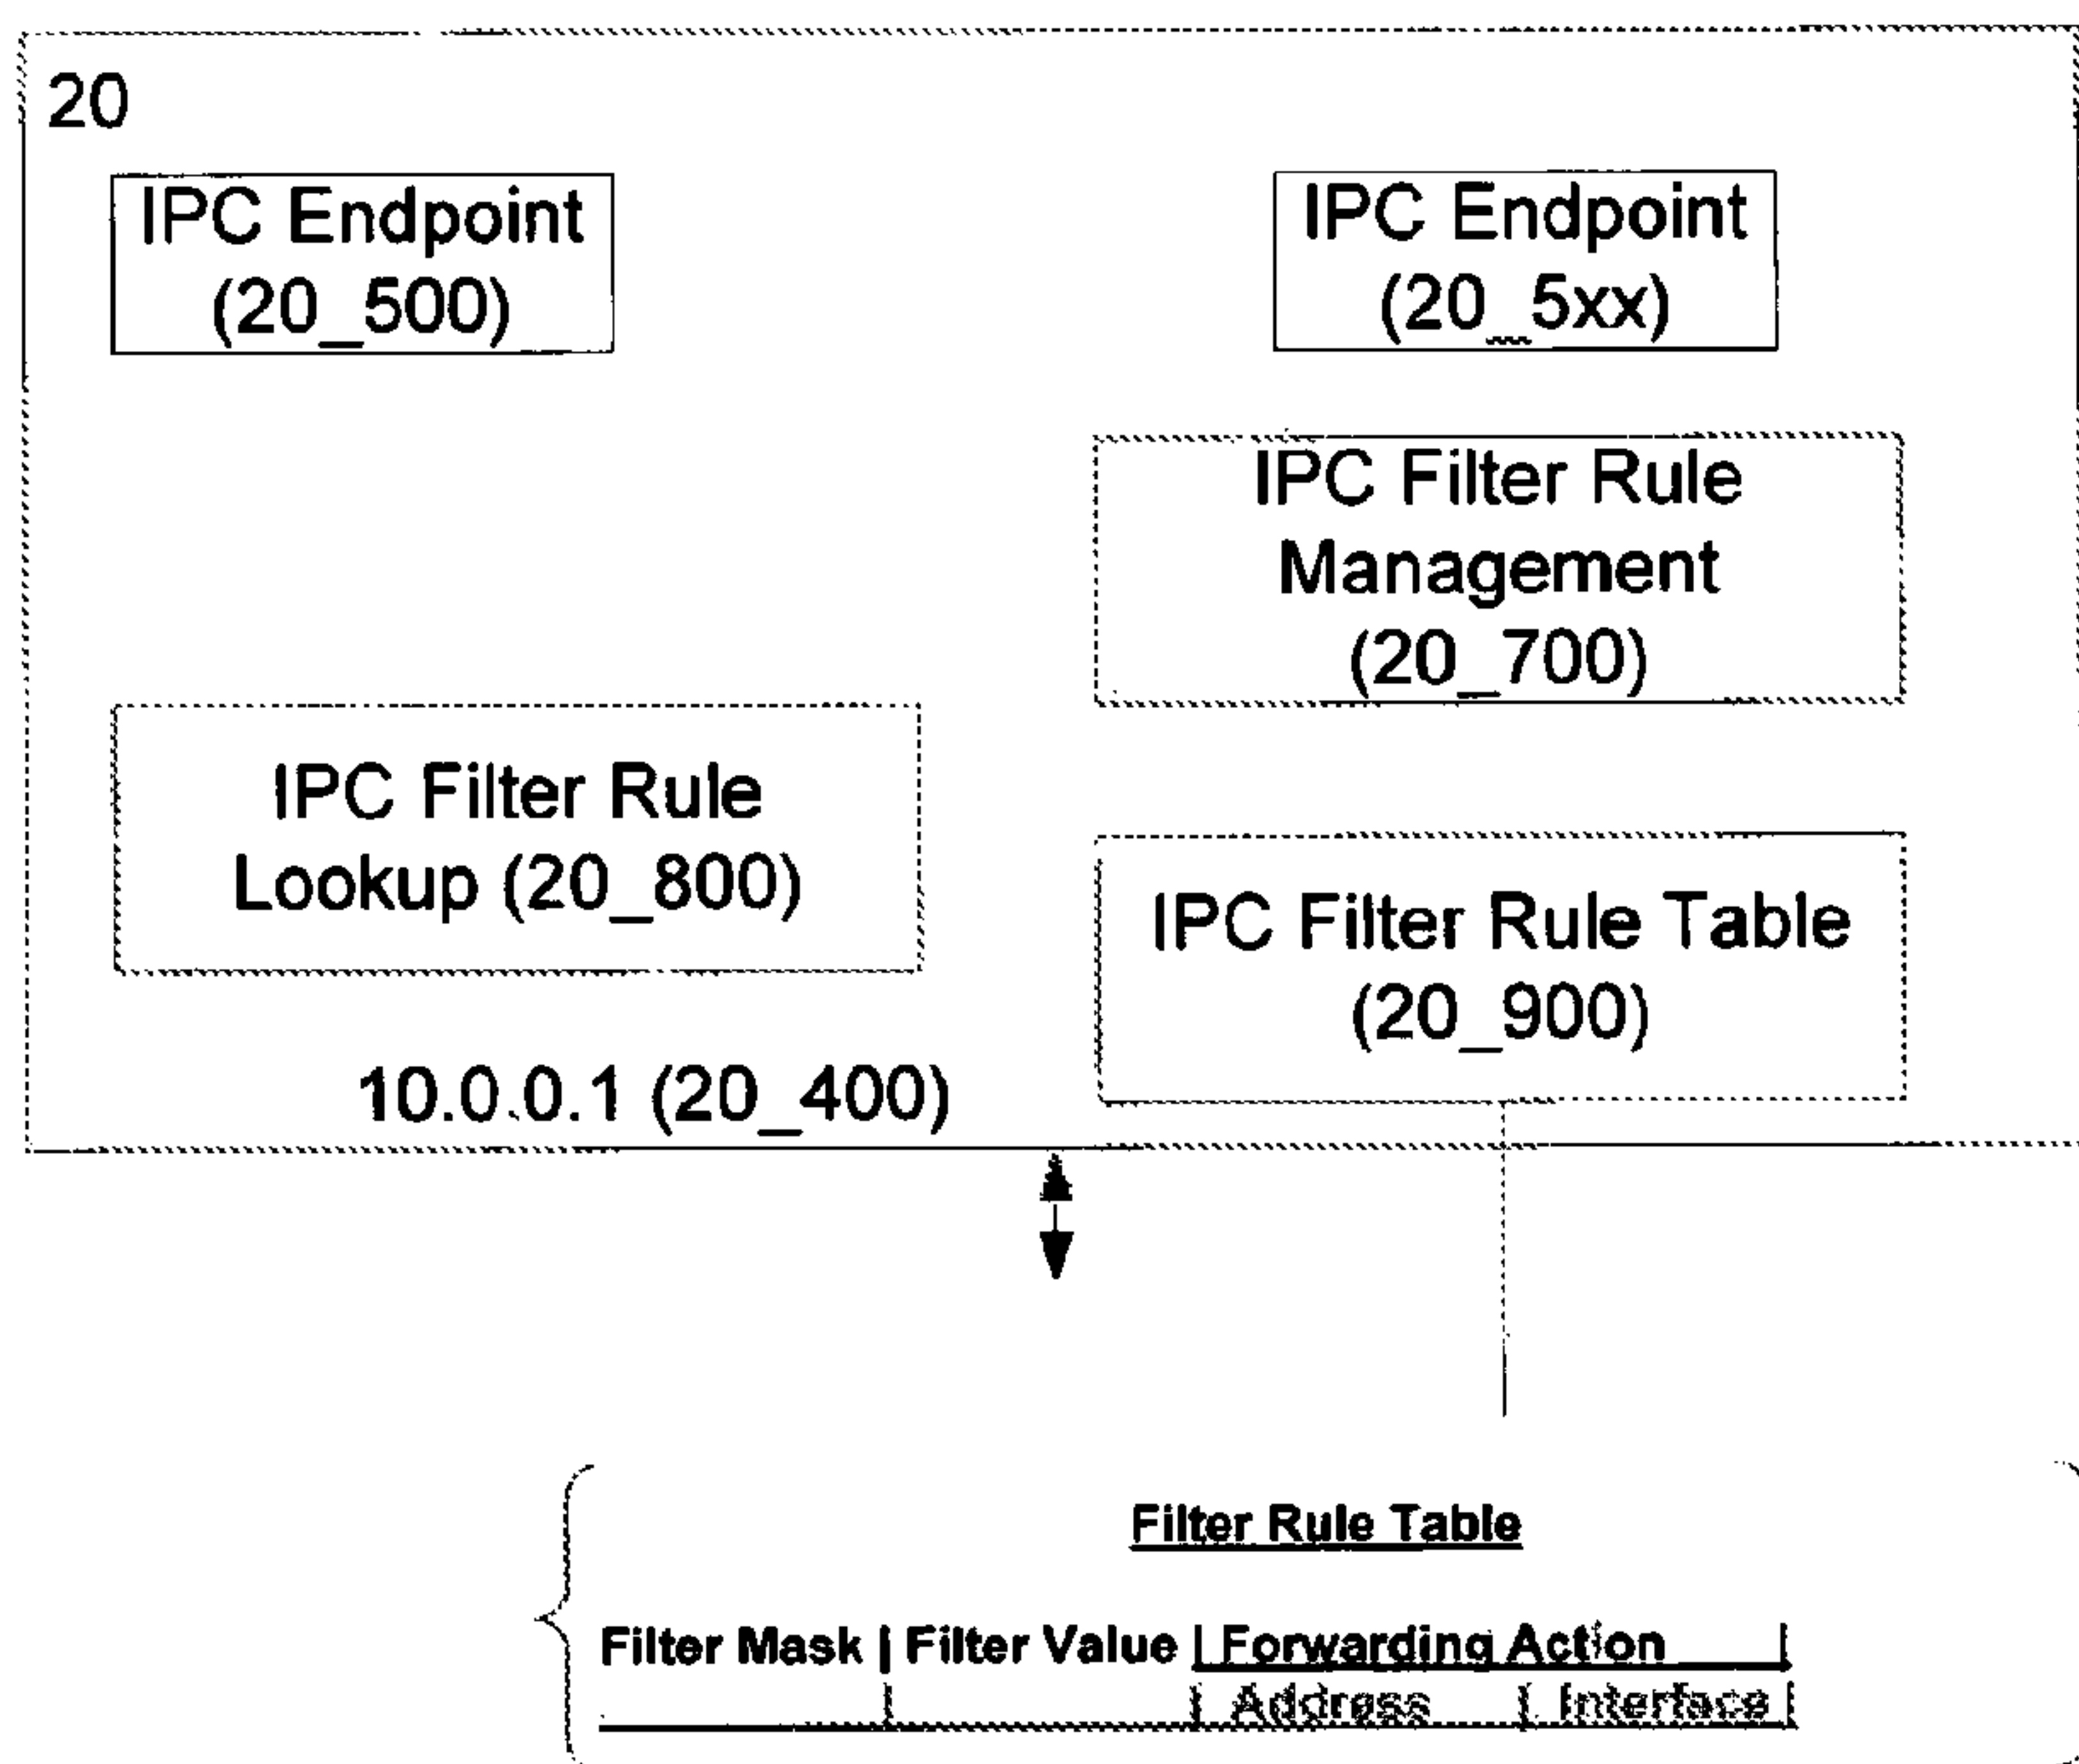 20
IPC Endpoint
(20_500)
IPC Endpoint
(20_5xx)
IPC Filter Rule
Management
(20_700)
IPC Filter Rule
Lookup (20_800)
IPC Filter Rule Table
(20_900)
10.0.0.1 (20_400)
Filter Rule Table
Filter Mask | Filter Value | Forwarding Action |
| | Address | Interface |